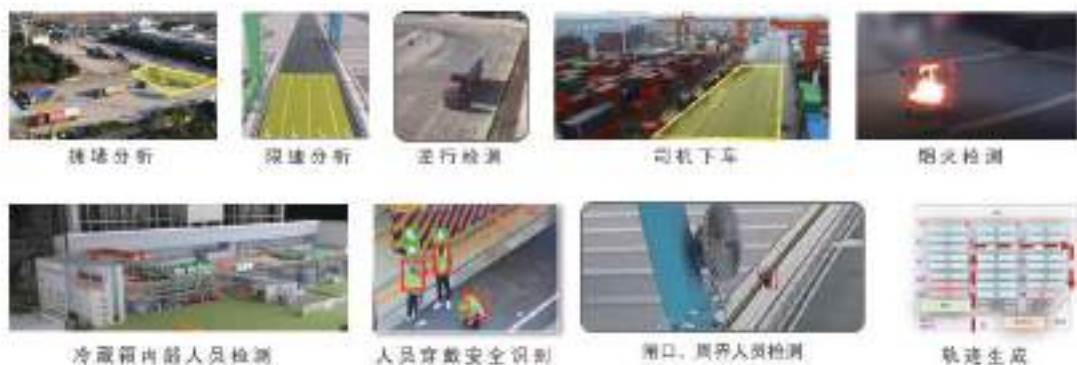 拥堵分析
限速分析
逆行检测
司机下车
烟火检测
冷藏箱内部人员检测
人员穿戴安全识别
闸口、周界人员检测
轨迹生成